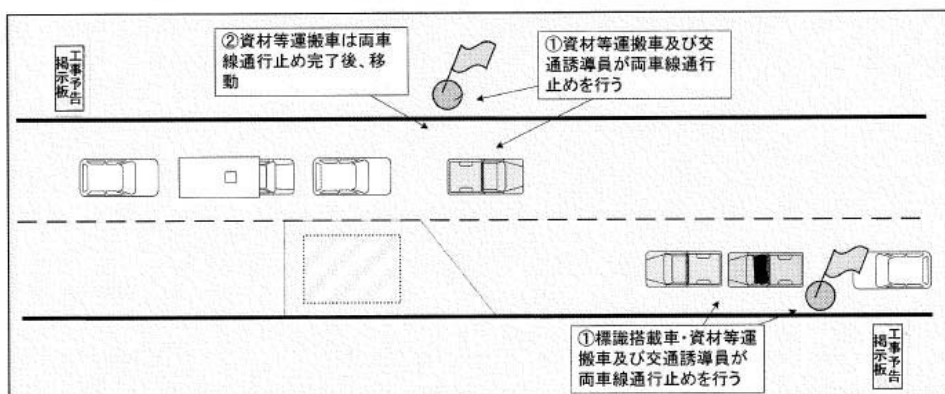 工事予告
掲示板
②資材等運搬車は両車
線通行止め完了後、移
動
①資材等運搬車及び交
通誘導員が両車線通行
止めを行う
①標識搭載車・資材等運
搬車及び交通誘導員が
両車線通行止めを行う
工事予告
掲示板